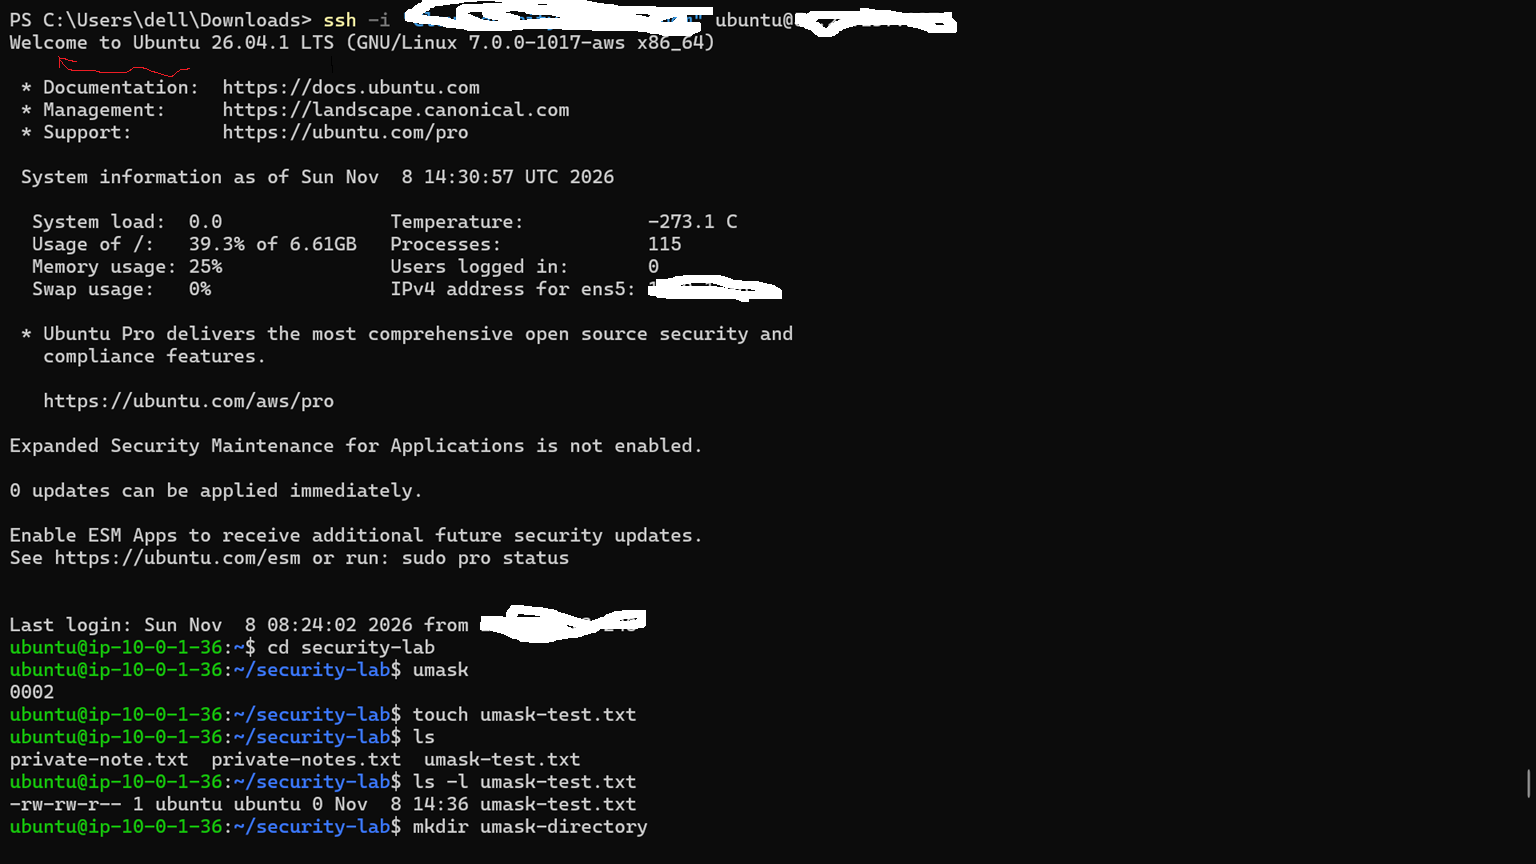 PS C:\Users\dell\Downloads> ssh -i ubuntu@
Welcome to Ubuntu 26.04.1 LTS (GNU/Linux 7.0.0-1017-aws x86_64)
* Documentation: https://docs.ubuntu.com
* Management: https://landscape.canonical.com
* Support: https://ubuntu.com/pro
System information as of Sun Nov 8 14:30:57 UTC 2026
System load: 0.0 Temperature: -273.1 C
Usage of /: 39.3% of 6.61GB Processes: 115
Memory usage: 25% Users logged in: 0
Swap usage: 0% IPv4 address for ens5:
* Ubuntu Pro delivers the most comprehensive open source security and
compliance features.
https://ubuntu.com/aws/pro
Expanded Security Maintenance for Applications is not enabled.
0 updates can be applied immediately.
Enable ESM Apps to receive additional future security updates.
See https://ubuntu.com/esm or run: sudo pro status
Last login: Sun Nov 8 08:24:02 2026 from
ubuntu@ip-10-0-1-36:~$ cd security-lab
ubuntu@ip-10-0-1-36:~/security-lab$ umask
0002
ubuntu@ip-10-0-1-36:~/security-lab$ touch umask-test.txt
ubuntu@ip-10-0-1-36:~/security-lab$ ls
private-note.txt private-notes.txt umask-test.txt
ubuntu@ip-10-0-1-36:~/security-lab$ ls -l umask-test.txt
-rw-rw-r-- 1 ubuntu ubuntu 0 Nov 8 14:36 umask-test.txt
ubuntu@ip-10-0-1-36:~/security-lab$ mkdir umask-directory